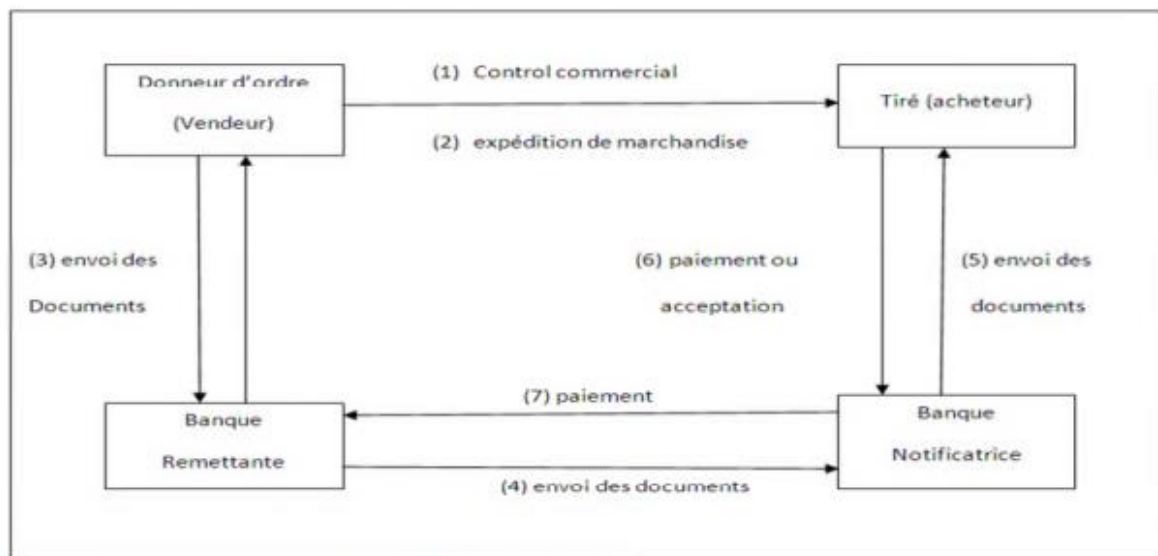 Donneur d'ordre
(Vendeur)
(1) Control commercial
(2) expédition de marchandise
Tiré (acheteur)
(3) envoi des
Documents
(6) paiement ou
acceptation
(5) envoi des
documents
(7) paiement
Banque
Remettante
(4) envoi des documents
Banque
Notificatrice